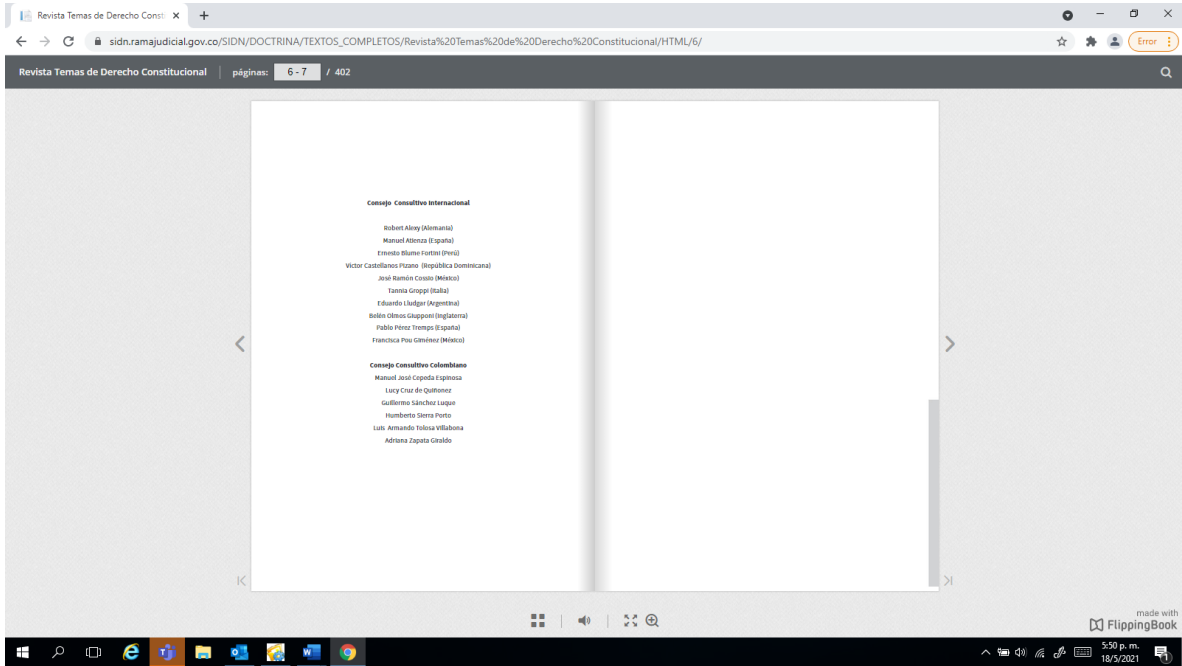 Revista Temas de Derecho Consti
sidn.ramajudicial.gov.co/SIDN/DOCTRINA/TEXTOS_COMPLETOS/Revista%20Temas%20de%20Derecho%20Constitucional/HTML/6/
Error
Revista Temas de Derecho Constitucional
páginas: 6 - 7 / 402
Consejo Consultivo Internacional
Robert Alexy (Alemania)
Manuel Atienza (España)
Ernesto Blume Fortini (Perú)
Víctor Castellanos Pizano (República Dominicana)
José Ramón Cossio (México)
Tannia Groppi (Italia)
Eduardo Lludgar (Argentina)
Belén Olmos Giupponi (Inglaterra)
Pablo Pérez Tremps (España)
Francisca Pou Giménez (México)
Consejo Consultivo Colombiano
Manuel José Cepeda Espinosa
Lucy Cruz de Quiñonez
Guillermo Sánchez Luque
Humberto Sierra Porto
Luis Armando Tolosa Villabona
Adriana Zapata Giraldo
made with
FlippingBook
5:50 p. m.
18/5/2021